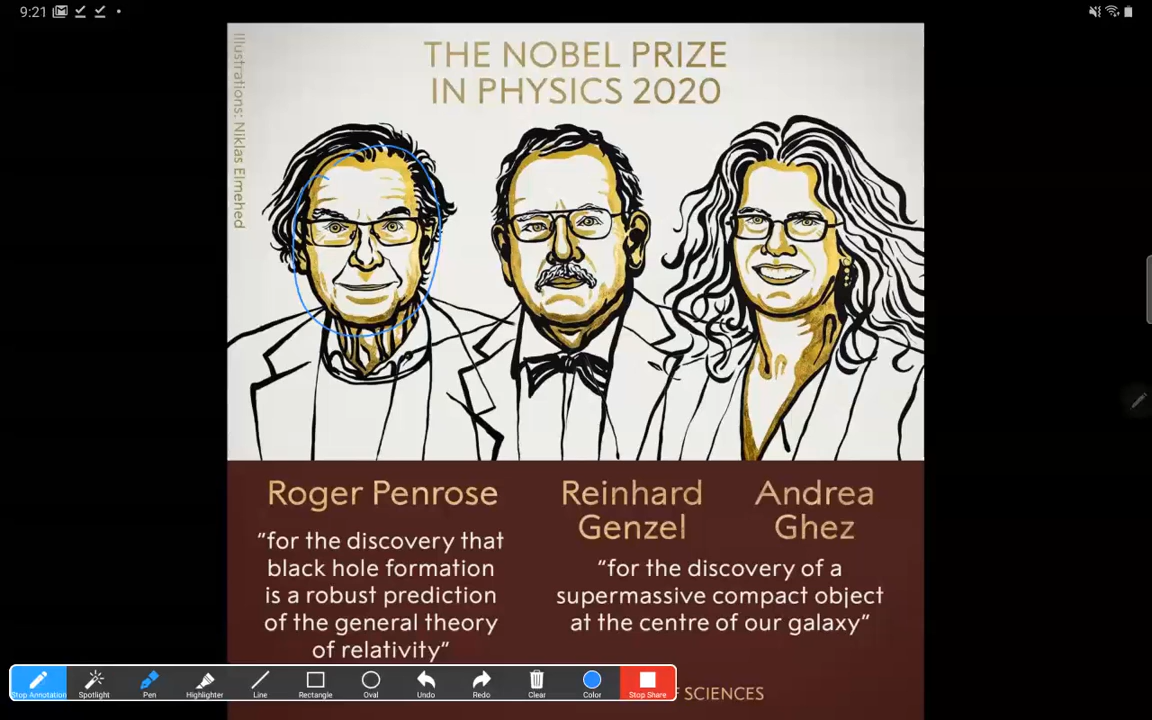 9:21
Illustrations: Niklas Elmehed
THE NOBEL PRIZE
IN PHYSICS 2020
Roger Penrose
"for the discovery that
black hole formation
is a robust prediction
of the general theory
of relativity"
Reinhard
Genzel
Andrea
Ghez
"for the discovery of a
supermassive compact object
at the centre of our galaxy"
SCIENCES
Stop Annotation
Spotlight
Pen
Highlighter
Line
Rectangle
Oval
Undo
Redo
Clear
Color
Stop Share